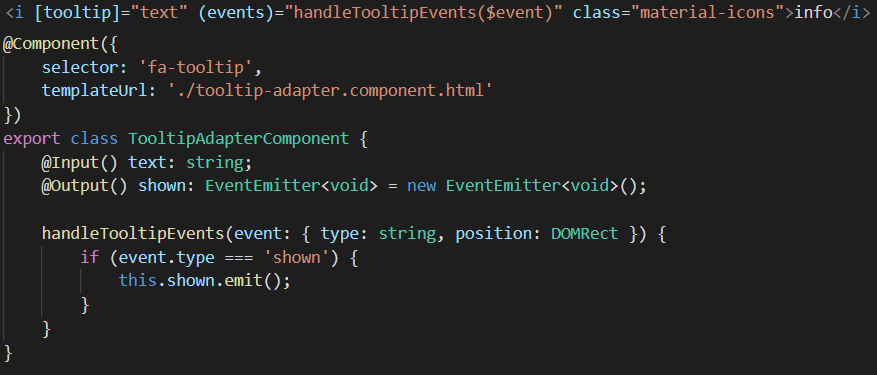 <i [tooltip]="text" (events)="handleTooltipEvents($event)" class="material-icons">info</i>
@Component({
    selector: 'fa-tooltip',
    templateUrl: './tooltip-adapter.component.html'
})
export class TooltipAdapterComponent {
    @Input() text: string;
    @Output() shown: EventEmitter<void> = new EventEmitter<void>();

    handleTooltipEvents(event: { type: string, position: DOMRect }) {
        if (event.type === 'shown') {
            this.shown.emit();
        }
    }
}